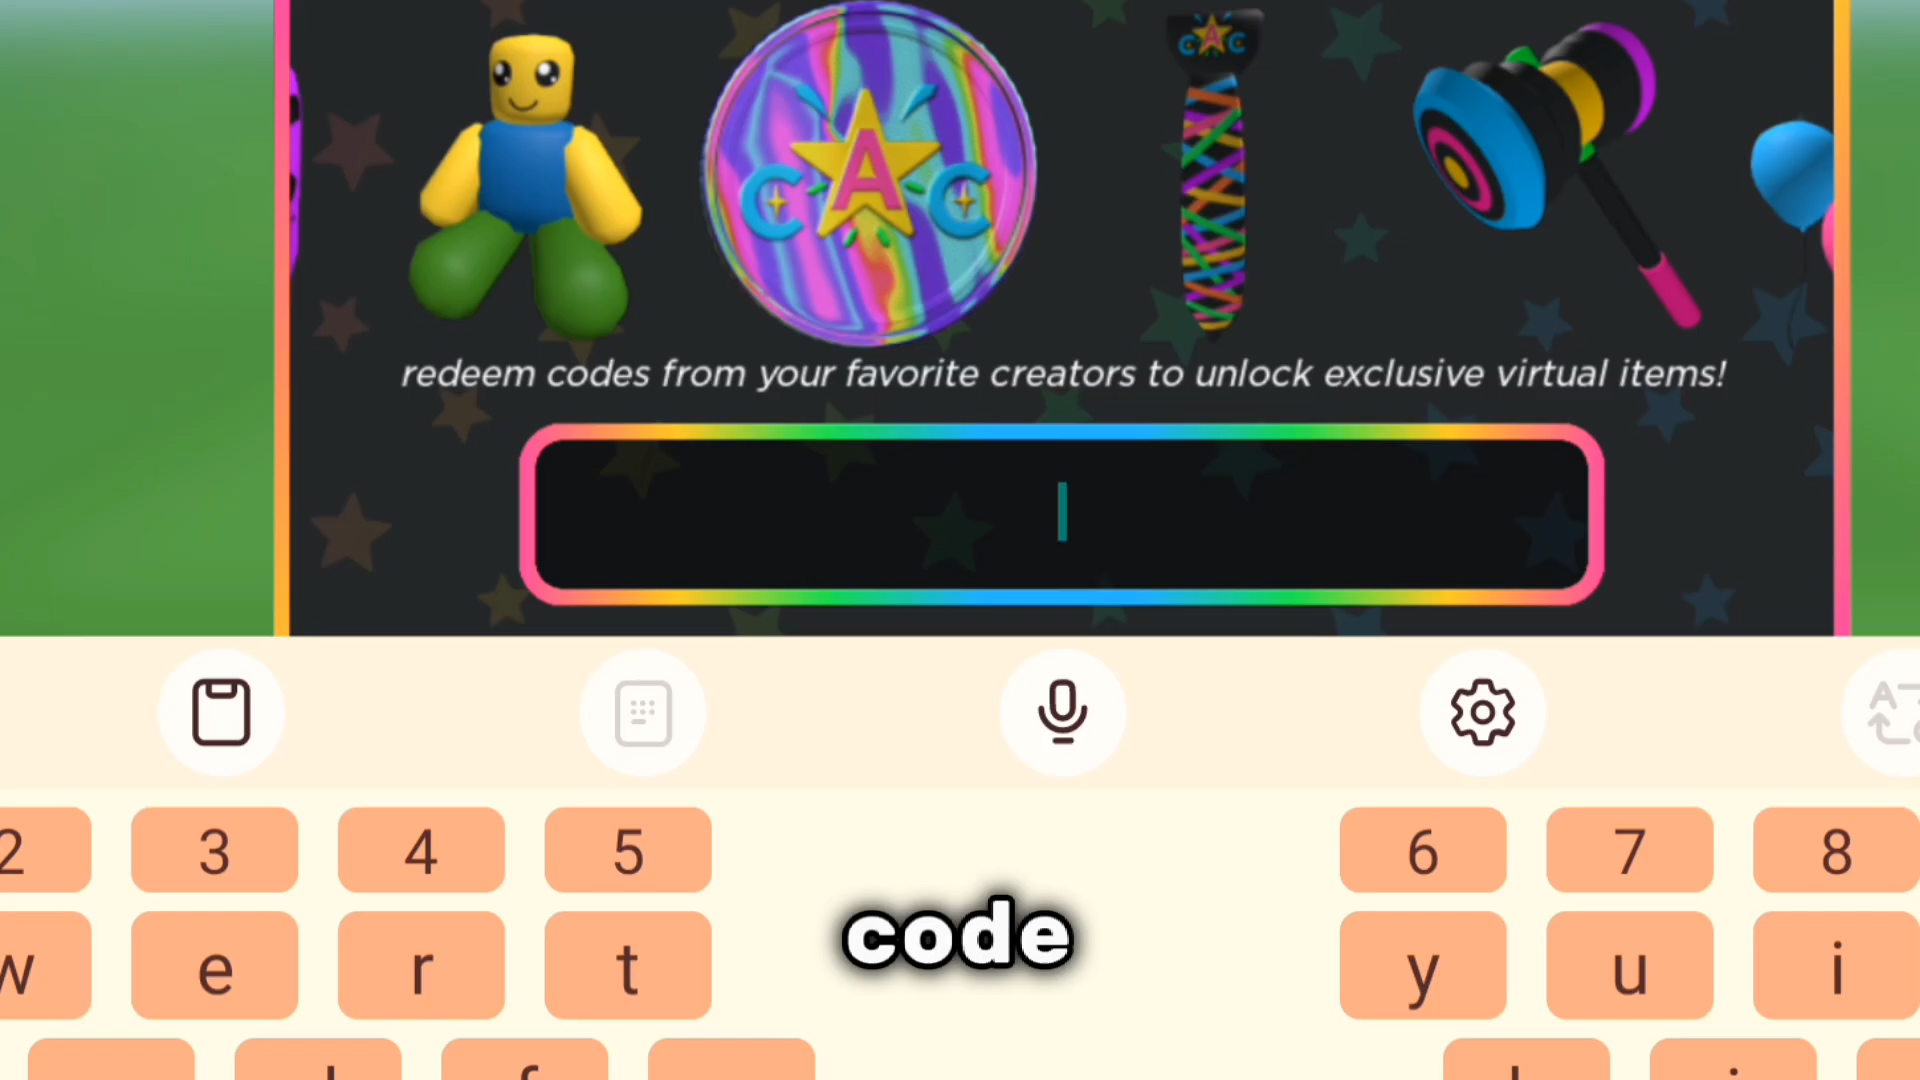 CAC
CAC
redeem codes from your favorite creators to unlock exclusive virtual items!
2 3 4 5 6 7 8
code
w e r t y u i